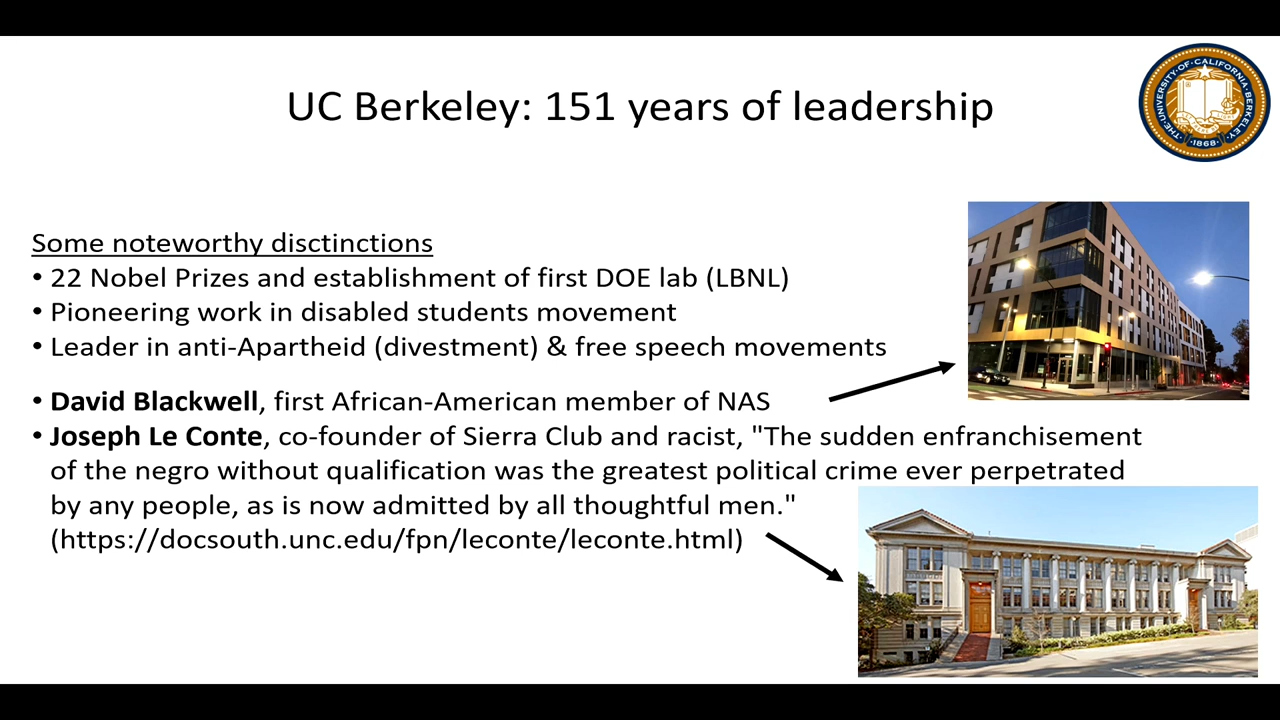 UC Berkeley: 151 years of leadership
THE·UNIVERSITY·OF·CALIFORNIA·BERKELEY·
·1868·
Some noteworthy disctinctions
• 22 Nobel Prizes and establishment of first DOE lab (LBNL)
• Pioneering work in disabled students movement
• Leader in anti-Apartheid (divestment) & free speech movements
• David Blackwell, first African-American member of NAS
• Joseph Le Conte, co-founder of Sierra Club and racist, "The sudden enfranchisement
of the negro without qualification was the greatest political crime ever perpetrated
by any people, as is now admitted by all thoughtful men."
(https://docsouth.unc.edu/fpn/leconte/leconte.html)